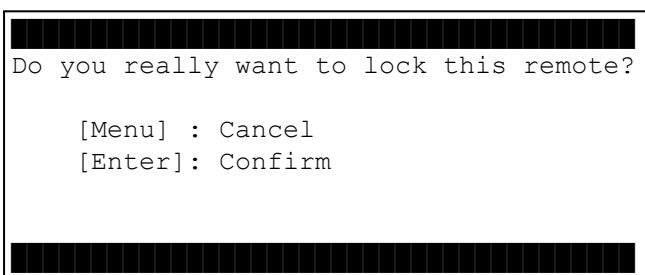 Do you really want to lock this remote?
[Menu] : Cancel
[Enter]: Confirm